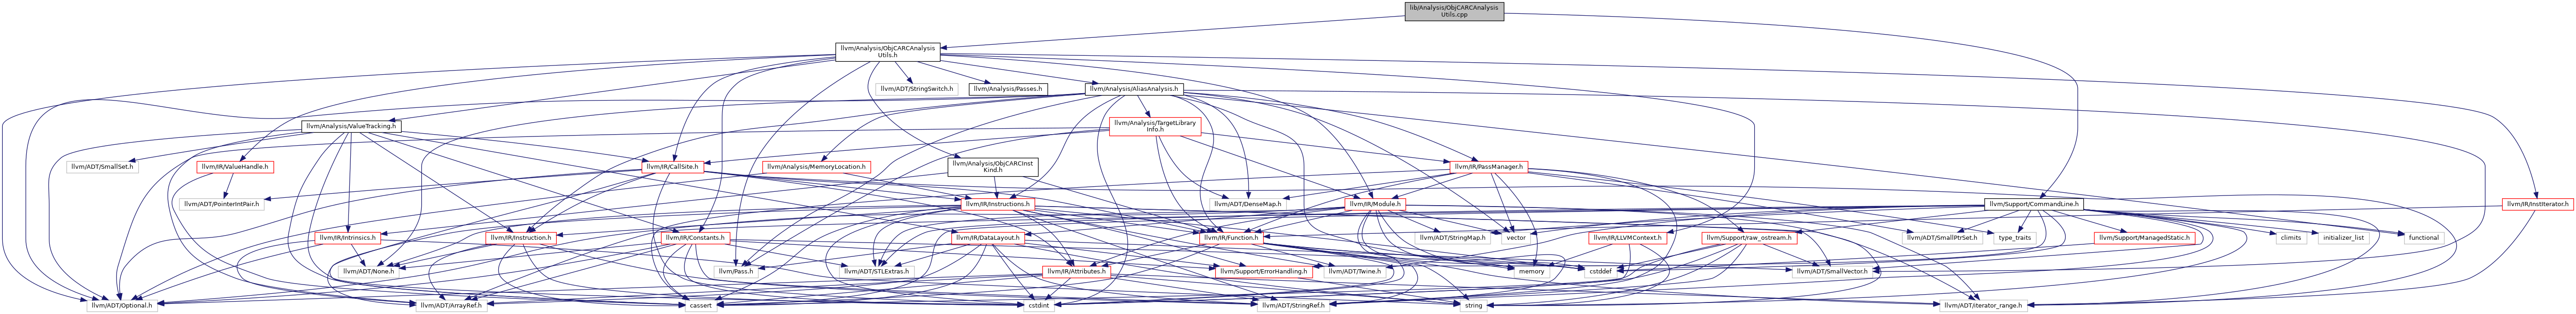 lib/Analysis/ObjCARCAnalysis
Utils.cpp
llvm/Analysis/ObjCARCAnalysis
Utils.h
llvm/ADT/StringSwitch.h
llvm/Analysis/Passes.h
llvm/Analysis/AliasAnalysis.h
llvm/Analysis/ValueTracking.h
llvm/Analysis/TargetLibrary
Info.h
llvm/ADT/SmallSet.h
llvm/IR/ValueHandle.h
llvm/IR/CallSite.h
llvm/Analysis/MemoryLocation.h
llvm/Analysis/ObjCARCInst
Kind.h
llvm/IR/PassManager.h
llvm/ADT/PointerIntPair.h
llvm/IR/Instructions.h
llvm/ADT/DenseMap.h
llvm/IR/Module.h
llvm/Support/CommandLine.h
llvm/IR/InstIterator.h
llvm/IR/Intrinsics.h
llvm/IR/Instruction.h
llvm/IR/Constants.h
llvm/IR/DataLayout.h
llvm/IR/Function.h
llvm/ADT/StringMap.h
vector
llvm/IR/LLVMContext.h
llvm/Support/raw_ostream.h
llvm/ADT/SmallPtrSet.h
type_traits
llvm/Support/ManagedStatic.h
climits
initializer_list
functional
llvm/ADT/None.h
llvm/Pass.h
llvm/ADT/STLExtras.h
llvm/IR/Attributes.h
llvm/Support/ErrorHandling.h
llvm/ADT/Twine.h
memory
cstddef
llvm/ADT/SmallVector.h
llvm/ADT/Optional.h
llvm/ADT/ArrayRef.h
cassert
cstdint
llvm/ADT/StringRef.h
string
llvm/ADT/iterator_range.h